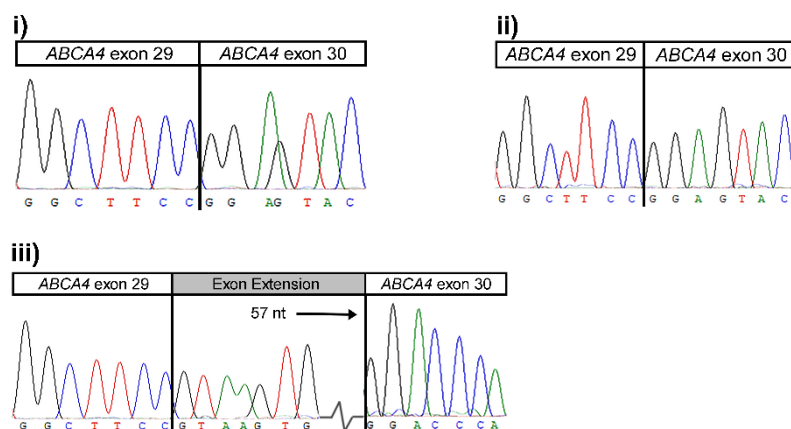 i)
ABCA4 exon 29 ABCA4 exon 30
G G C T T C C G G A G T A C
ii)
ABCA4 exon 29 ABCA4 exon 30
G G C T T C C G G A G T A C
iii)
ABCA4 exon 29 Exon Extension ABCA4 exon 30
57 nt
G G C T T C C G T A A G T G G G A C C C A